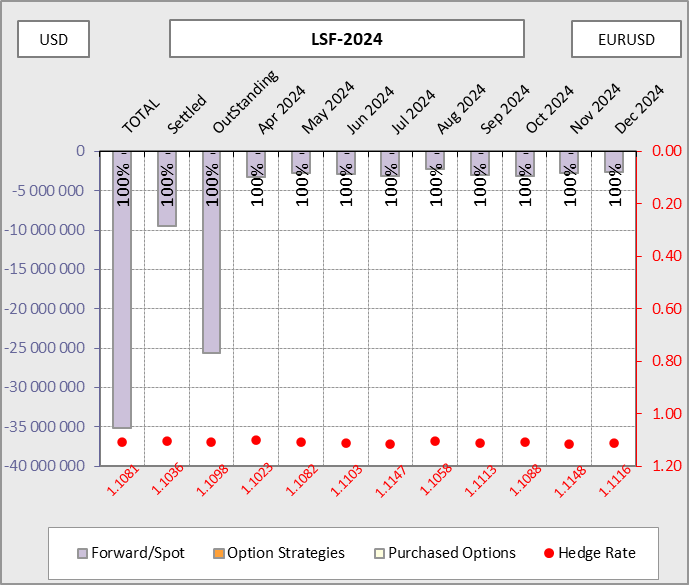 USD
LSF-2024
EURUSD
TOTAL
Settled
OutStanding
Apr 2024
May 2024
Jun 2024
Jul 2024
Aug 2024
Sep 2024
Oct 2024
Nov 2024
Dec 2024
0
-5 000 000
-10 000 000
-15 000 000
-20 000 000
-25 000 000
-30 000 000
-35 000 000
-40 000 000
100%
100%
100%
100%
100%
100%
100%
100%
100%
100%
100%
100%
0.00
0.20
0.40
0.60
0.80
1.00
1.20
1.1081
1.1036
1.1098
1.1023
1.1082
1.1103
1.1147
1.1058
1.1113
1.1088
1.1148
1.1116
Forward/Spot
Option Strategies
Purchased Options
Hedge Rate